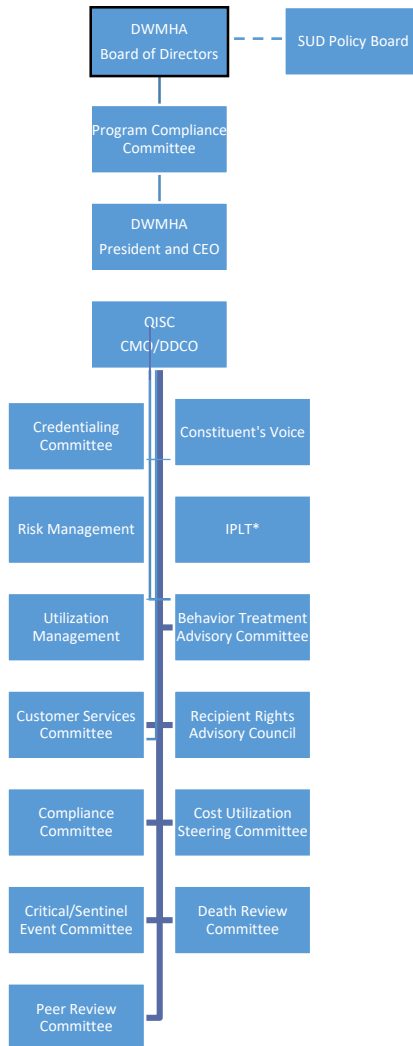 DWMHA
Board of Directors
SUD Policy Board
Program Compliance
Committee
DWMHA
President and CEO
QISC
CMO/DDCO
Credentialing
Committee
Constituent's Voice
Risk Management
IPLT*
Utilization
Management
Behavior Treatment
Advisory Committee
Customer Services
Committee
Recipient Rights
Advisory Council
Compliance
Committee
Cost Utilization
Steering Committee
Critical/Sentinel
Event Committee
Death Review
Committee
Peer Review
Committee